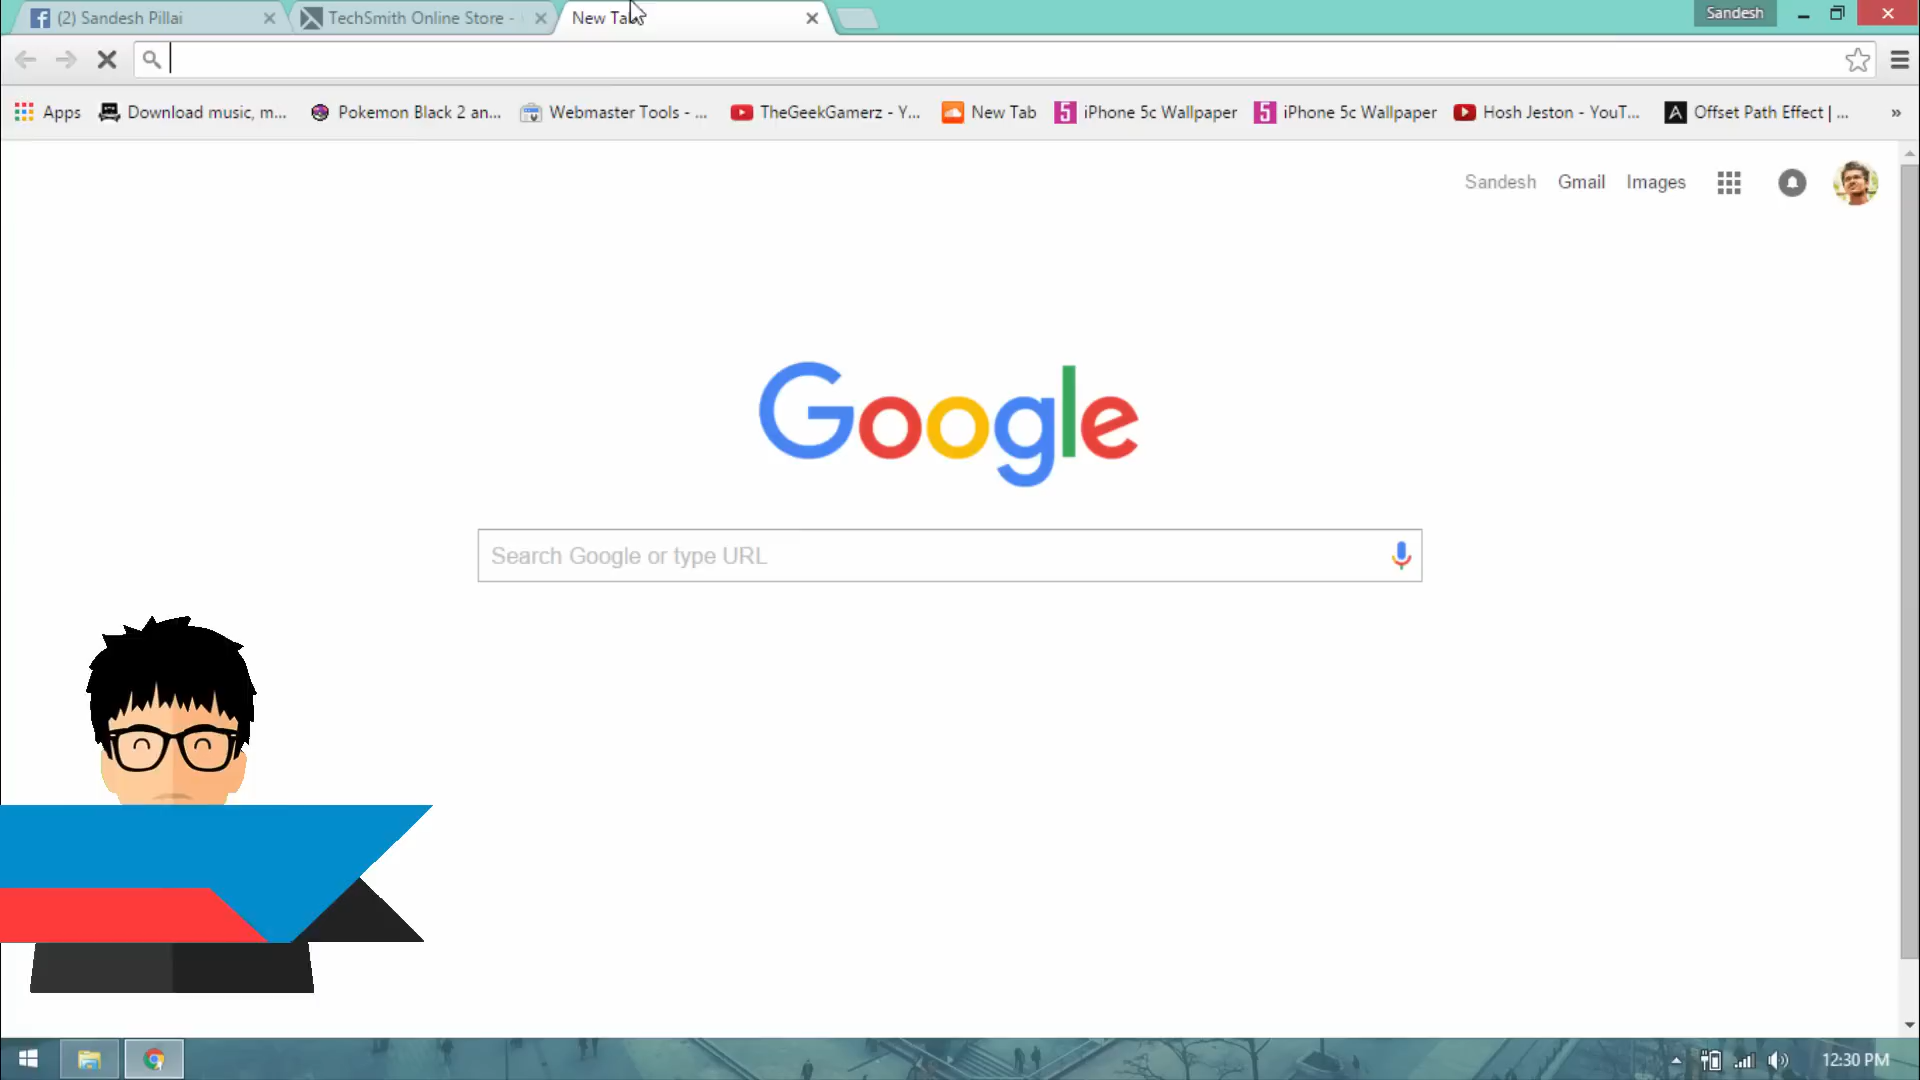 (2) Sandesh Pillai
TechSmith Online Store -
New Tab
Sandesh
Apps
Download music, m...
Pokemon Black 2 an...
Webmaster Tools - ...
TheGeekGamerz - Y...
New Tab
5
iPhone 5c Wallpaper
5
iPhone 5c Wallpaper
Hosh Jeston - YouT...
Offset Path Effect | ...
»
Sandesh
Gmail
Images
Google
Search Google or type URL
12:30 PM